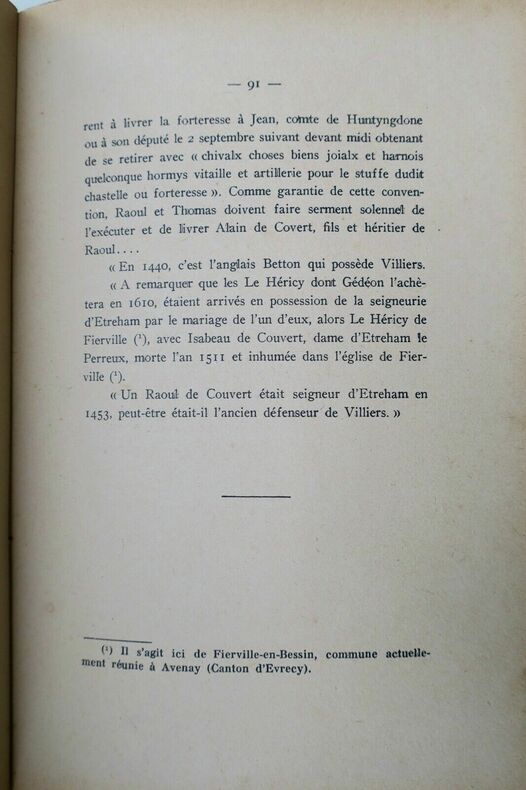 — 91 —
rent à livrer la forteresse à Jean, comte de Huntyngdone
ou à son député le 2 septembre suivant devant midi obtenant
de se retirer avec « chivalx choses biens joialx et harnois
quelconque hormys vitaille et artillerie pour le stuffe dudit
chastelle ou forteresse ». Comme garantie de cette conven-
tion, Raoul et Thomas doivent faire serment solennel de
l'exécuter et de livrer Alain de Covert, fils et héritier de
Raoul....
« En 1440, c'est l'anglais Betton qui possède Villiers.
« A remarquer que les Le Héricy dont Gédéon l'achè-
tera en 1610, étaient arrivés en possession de la seigneurie
d'Etreham par le mariage de l'un d'eux, alors Le Héricy de
Fierville (¹), avec Isabeau de Couvert, dame d'Etreham le
Perreux, morte l'an 1511 et inhumée dans l'église de Fier-
ville (¹).
« Un Raoul de Couvert était seigneur d'Etreham en
1453, peut-être était-il l'ancien défenseur de Villiers. »
(¹) Il s'agit ici de Fierville-en-Bessin, commune actuelle-
ment réunie à Avenay (Canton d'Evrecy).